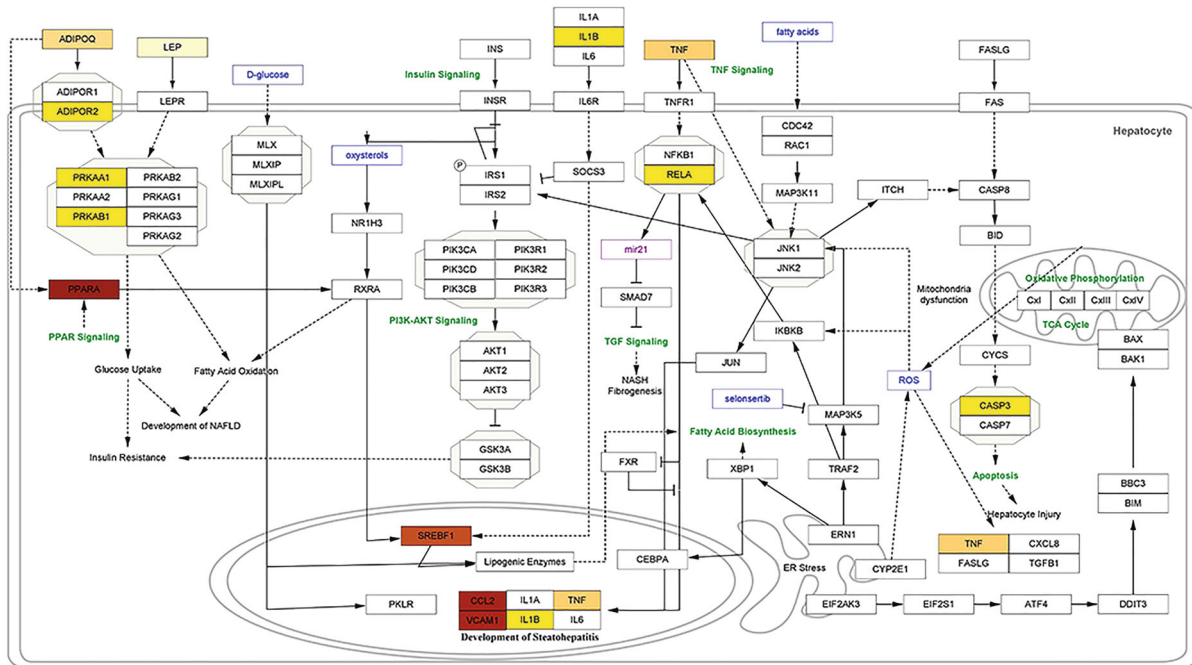 ADIPOQ
LEP
D-glucose
ADIPOR1
ADIPOR2
LEPR
PRKAA1
PRKAB2
PRKAA2
PRKAG1
PRKAB1
PRKAG3
PRKAG2
PPARA
PPAR Signaling
Glucose Uptake
Fatty Acid Oxidation
Development of NAFLD
Insulin Resistance
MLX
MLXIP
MLXIPL
oxysterols
NR1H3
RXRA
Insulin Signaling
INS
INSR
P
IRS1
IRS2
PIK3CA
PIK3R1
PIK3CD
PIK3R2
PIK3CB
PIK3R3
PI3K-AKT Signaling
AKT1
AKT2
AKT3
GSK3A
GSK3B
IL1A
IL1B
IL6
IL6R
SOCS3
TNF
TNF Signaling
TNFR1
NFKB1
RELA
mir21
SMAD7
TGF Signaling
NASH
Fibrogenesis
fatty acids
CDC42
RAC1
MAP3K11
JNK1
JNK2
IKBKB
JUN
selonsertib
MAP3K5
Fatty Acid Biosynthesis
FXR
XBP1
TRAF2
ERN1
CEBPA
ER Stress
CYP2E1
FASLG
FAS
Hepatocyte
ITCH
CASP8
BID
Oxidative Phosphorylation
Mitochondria
dysfunction
CxI
CxII
CxIII
CxIV
TCA Cycle
BAX
BAK1
CYCS
ROS
CASP3
CASP7
Apoptosis
Hepatocyte Injury
BBC3
BIM
TNF
CXCL8
FASLG
TGFB1
EIF2AK3
EIF2S1
ATF4
DDIT3
SREBF1
Lipogenic Enzymes
PKLR
CCL2
IL1A
TNF
VCAM1
IL1B
IL6
Development of Steatohepatitis